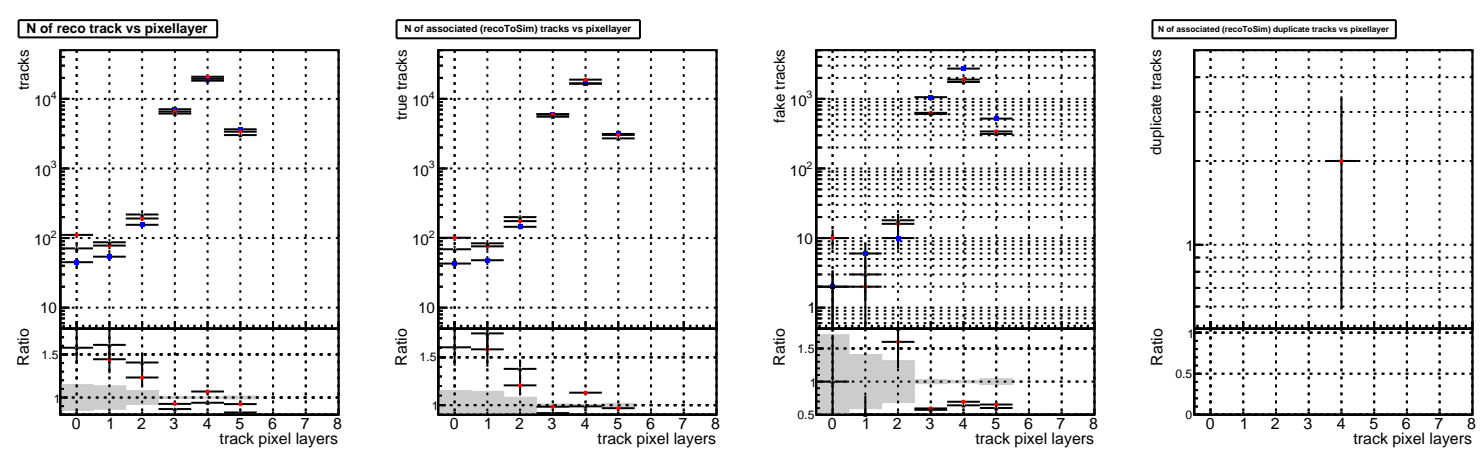 N of reco track vs pixellayer
tracks
10^4
10^3
10^2
10
Ratio
1.5
1
0 1 2 3 4 5 6 7 8
track pixel layers
N of associated (recoToSim) tracks vs pixellayer
true tracks
10^4
10^3
10^2
10
Ratio
1.5
1
0 1 2 3 4 5 6 7 8
track pixel layers
fake tracks
10^3
10^2
10
1
Ratio
1.5
1
0.5
0 1 2 3 4 5 6 7 8
track pixel layers
N of associated (recoToSim) duplicate tracks vs pixellayer
duplicate tracks
1
Ratio
1
0.5
0
0 1 2 3 4 5 6 7 8
track pixel layers